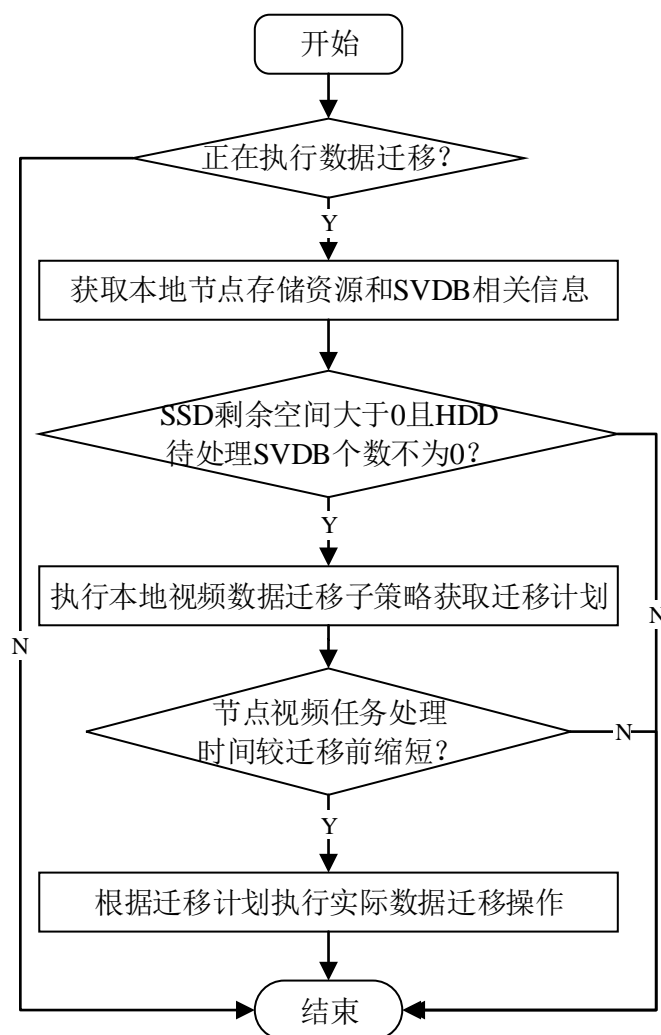 开始
正在执行数据迁移?
Y
获取本地节点存储资源和SVDB相关信息
SSD剩余空间大于0且HDD
待处理SVDB个数不为0?
Y
执行本地视频数据迁移子策略获取迁移计划
N
N
节点视频任务处理
时间较迁移前缩短?
N
Y
根据迁移计划执行实际数据迁移操作
结束